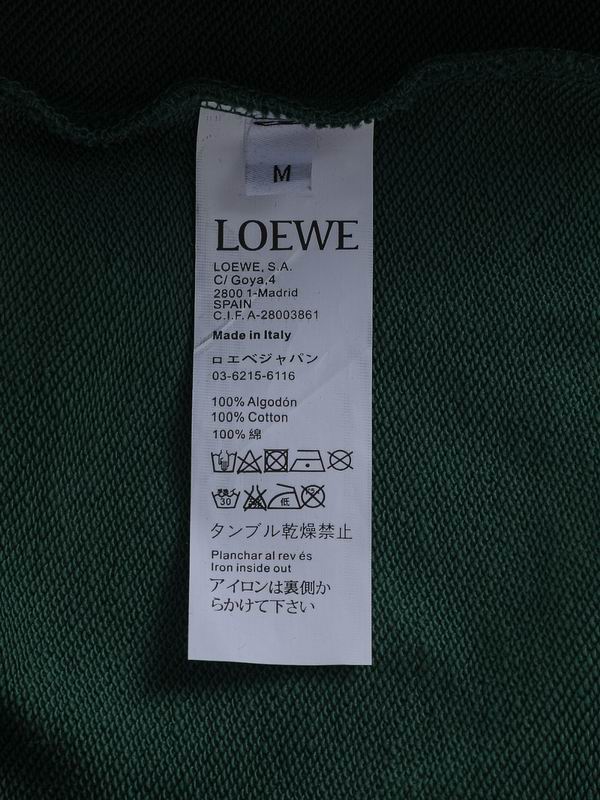 M
LOEWE
LOEWE, S.A.
C/ Goya,4
2800 1-Madrid
SPAIN
C.I.F. A-28003861
Made in Italy
ロエベジャパン
03-6215-6116
100% Algodón
100% Cotton
100% 綿
30 低
タンブル乾燥禁止
Planchar al rev és
Iron inside out
アイロンは裏側か
らかけて下さい